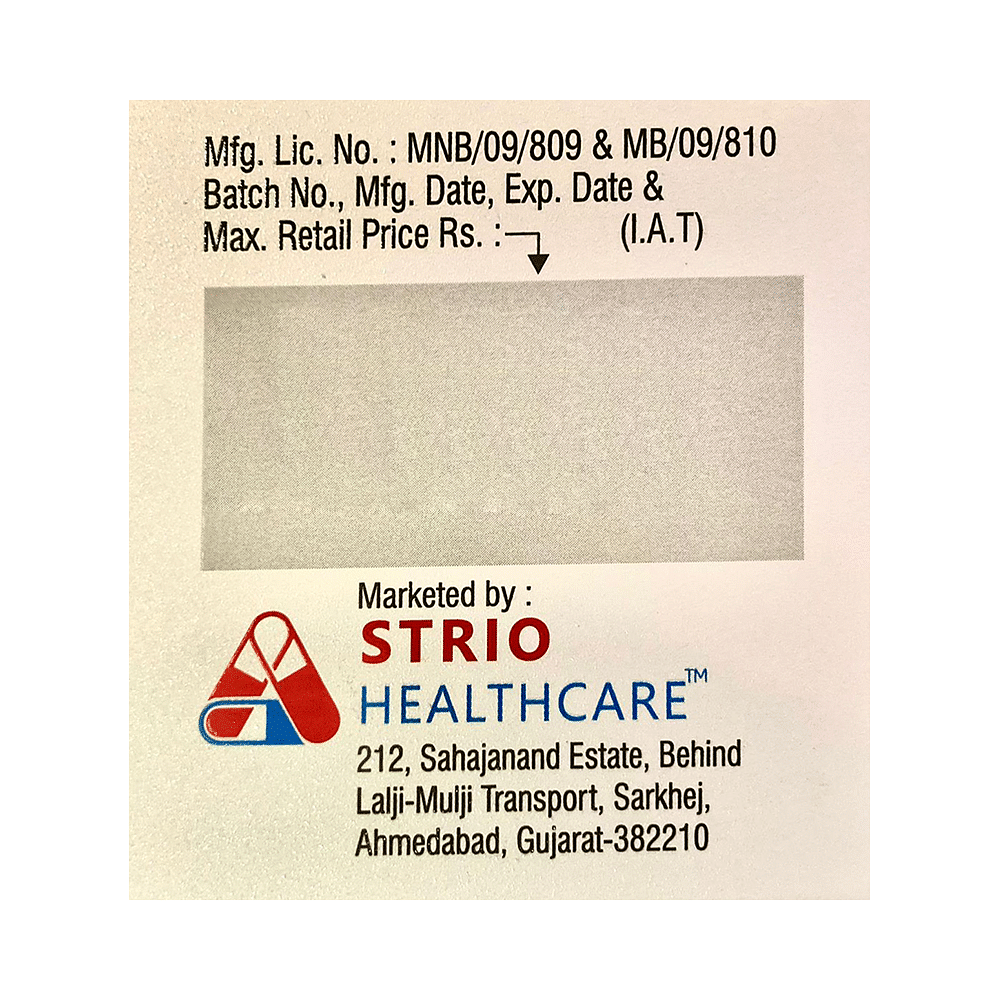 Mfg. Lic. No. : MNB/09/809 & MB/09/810
Batch No., Mfg. Date, Exp. Date &
Max. Retail Price Rs. : (I.A.T)
Marketed by :
STRIO
HEALTHCARE™
212, Sahajanand Estate, Behind
Lalji-Mulji Transport, Sarkhej,
Ahmedabad, Gujarat-382210